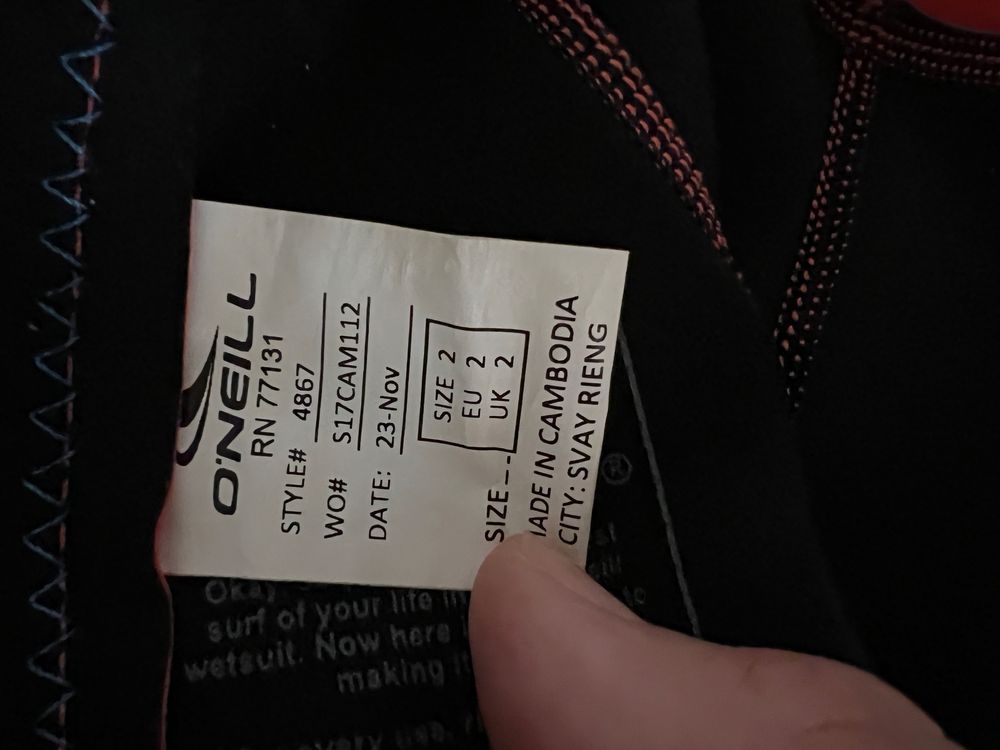 O'NEILL
RN 77131
STYLE# 4867
WO# S17CAM112
DATE: 23-Nov
SIZE 2
EU 2
UK 2
SIZE --
MADE IN CAMBODIA
CITY: SVAY RIENG
®
surf of your life
wetsuit. Now here
making